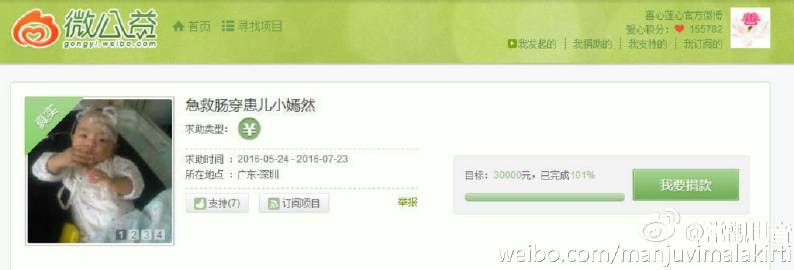 微公益
gongyi.weibo.com
首页
寻找项目
善心莲心官方微博
爱心积分： 155782
我发起的 | 我捐助的 | 我支持的 | 我订阅的
真实
1 2 3 4
急救肠穿患儿小嫣然
求助类型： ¥
求助时间 ： 2016-05-24 - 2016-07-23
所在地点 ： 广东-深圳
支持(7)
订阅项目
举报
目标： 30000元，已完成101%
我要捐款
weibo.com/manjuvimalakirti